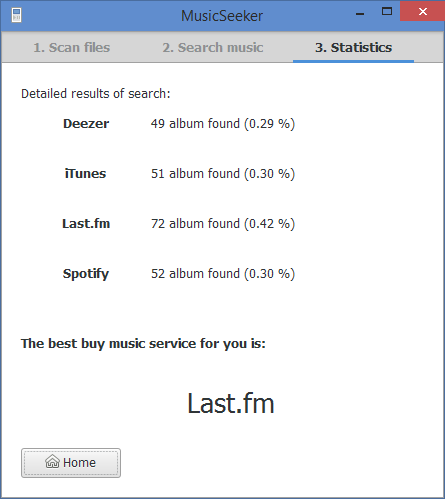 MusicSeeker
1. Scan files 2. Search music 3. Statistics
Detailed results of search:
Deezer 49 album found (0.29 %)
iTunes 51 album found (0.30 %)
Last.fm 72 album found (0.42 %)
Spotify 52 album found (0.30 %)
The best buy music service for you is:
Last.fm
Home